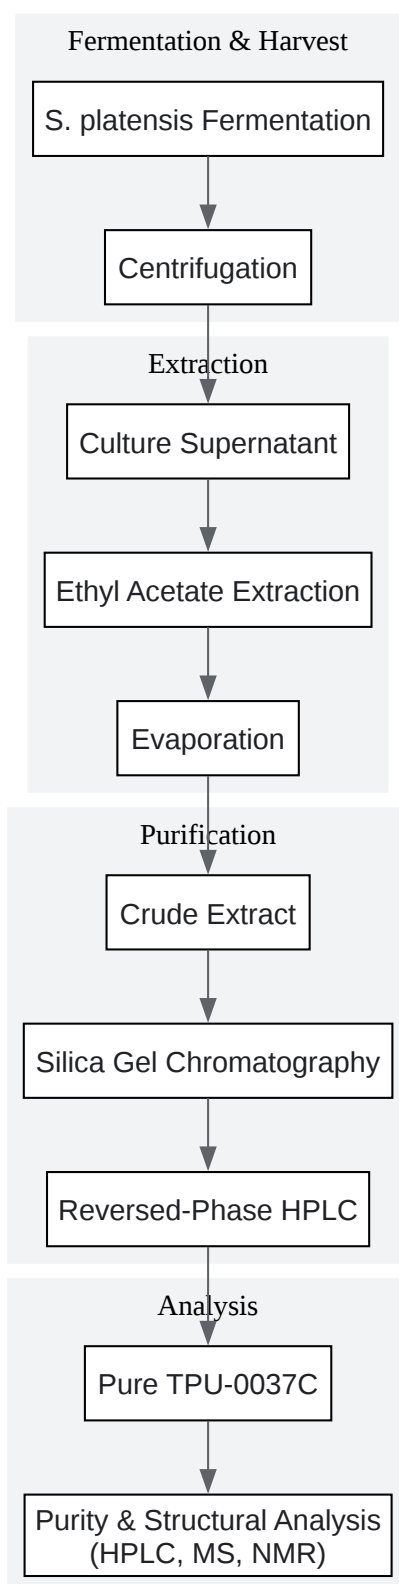 Fermentation & Harvest
S. platensis Fermentation
Centrifugation
Extraction
Culture Supernatant
Ethyl Acetate Extraction
Evaporation
Purification
Crude Extract
Silica Gel Chromatography
Reversed-Phase HPLC
Analysis
Pure TPU-0037C
Purity & Structural Analysis
(HPLC, MS, NMR)